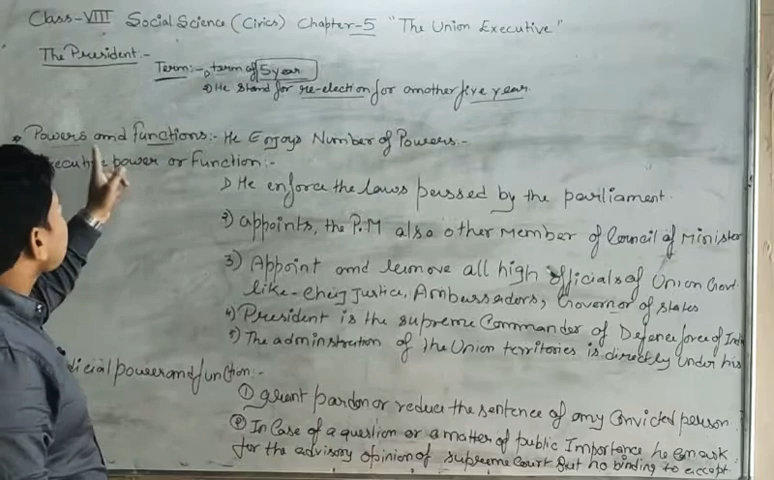 Class-VIII Social Science (Civics) Chapter-5 "The Union Executive"
The President:-
Term:- 1) term of 5 year
2) He stand for re-election for another five year.
Powers and functions:- He Enjoys Number of Powers:-
power or function:-
1) He enforce the laws passed by the parliament.
2) appoints, the P.M also other member of Council of Minister
3) Appoint and remove all high officials of Union Govt
like- Chief Justice, Ambassadors, Governor of states
4) President is the supreme Commander of Defence force of
5) The adminstration of the Union territories is directly under his
dicial power and function:-
① grant pardon or reduce the sentence of any Convicted person.
② In Case of a question or a matter of public Importance he can ask
for the advisory opinion of supreme court but no binding to accept